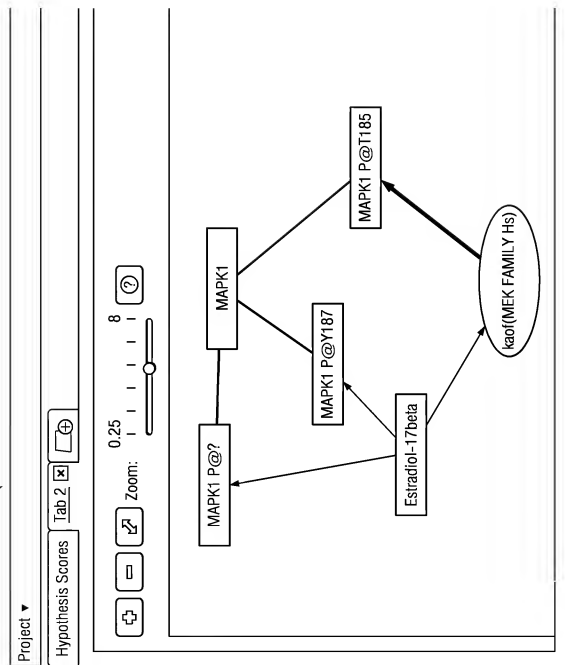 Project ▾
Hypothesis Scores
Tab 2
Zoom:
0.25
8
?
MAPK1 P@?
MAPK1
MAPK1 P@Y187
MAPK1 P@T185
Estradiol-17beta
kaof(MEK FAMILY Hs)